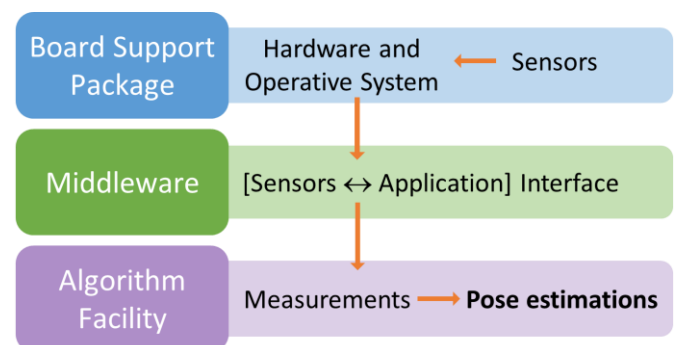 Board Support
Package
Hardware and
Operative System
Sensors
Middleware
[Sensors ↔ Application] Interface
Algorithm
Facility
Measurements
Pose estimations